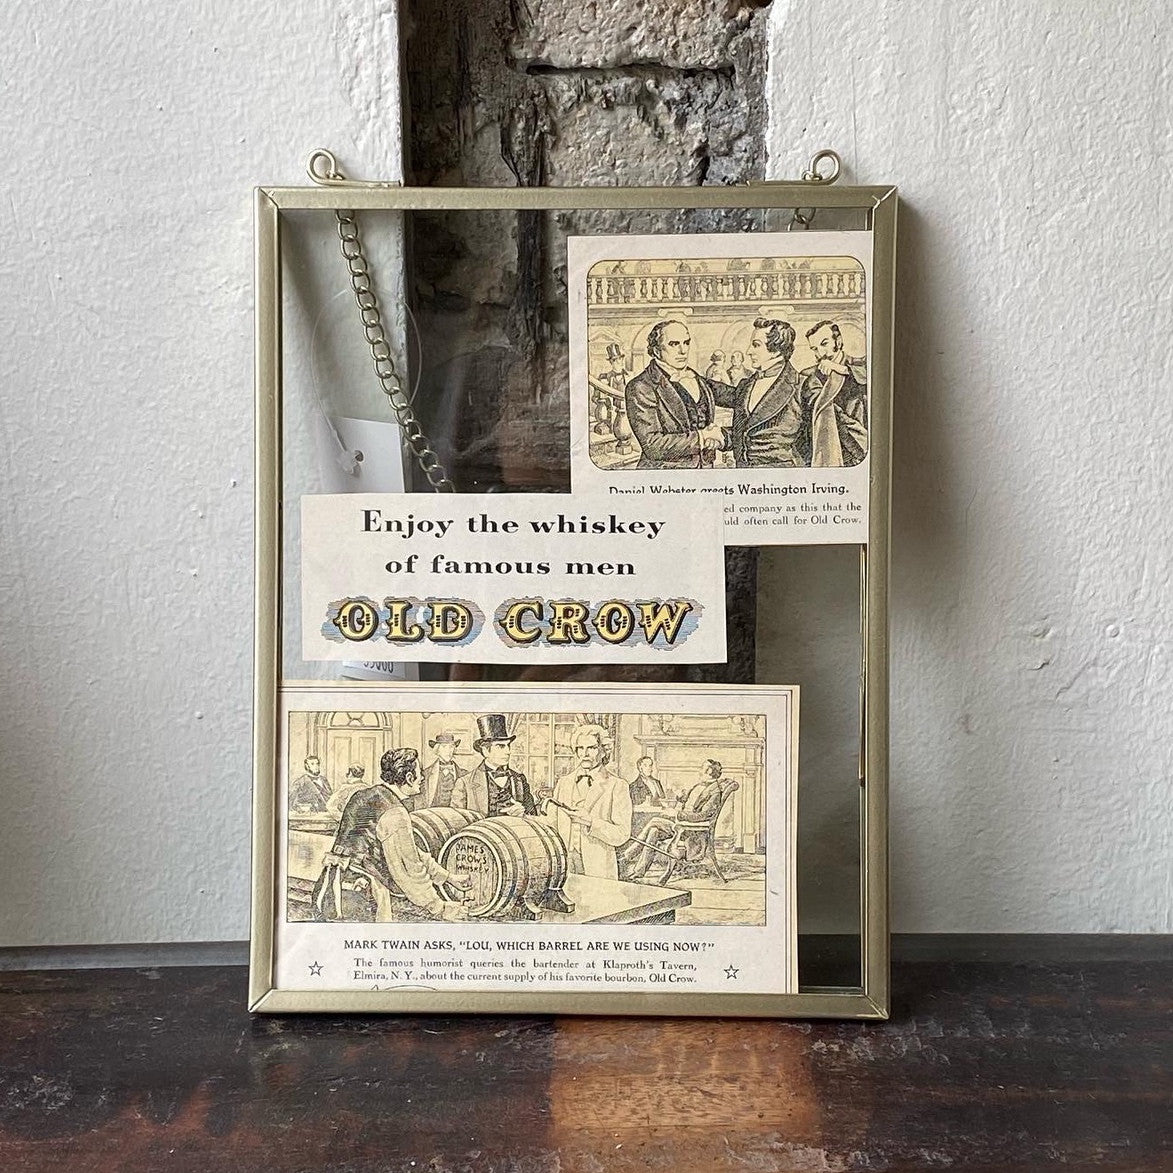 Daniel Webster greets Washington Irving.
company as this that the
often call for Old Crow.
Enjoy the whiskey
of famous men
OLD CROW
JAMES
CROW'S
WHISKEY
MARK TWAIN ASKS, "LOU, WHICH BARREL ARE WE USING NOW?"
The famous humorist queries the bartender at Klaproth's Tavern,
Elmira, N. Y., about the current supply of his favorite bourbon, Old Crow.